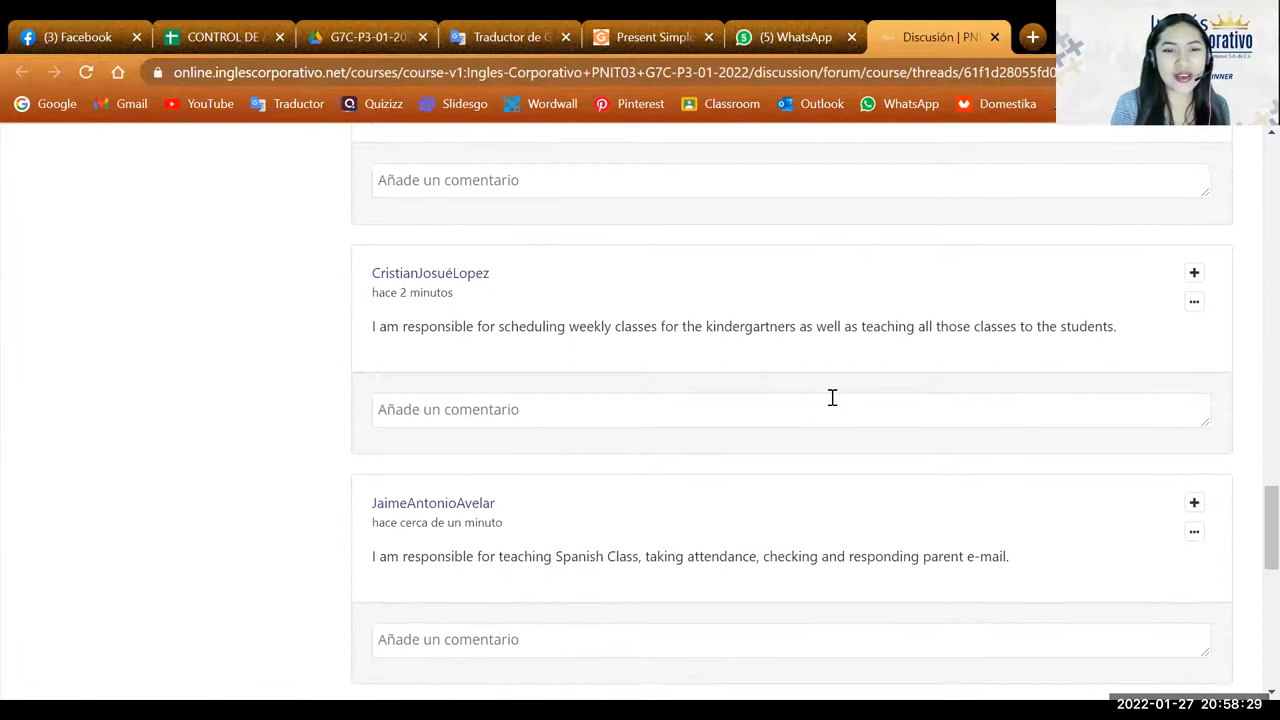 (3) Facebook
CONTROL DE
G7C-P3-01-20
Traductor de G
Present Simple
(5) WhatsApp
Discusión | PN
online.inglescorporativo.net/courses/course-v1:Ingles-Corporativo+PNIT03+G7C-P3-01-2022/discussion/forum/course/threads/61f1d28055fd0
Google Gmail YouTube Traductor Quizizz Slidesgo Wordwall Pinterest Classroom Outlook WhatsApp Domestika
Añade un comentario
CristianJosuéLopez
hace 2 minutos
I am responsible for scheduling weekly classes for the kindergartners as well as teaching all those classes to the students.
Añade un comentario
JaimeAntonioAvelar
hace cerca de un minuto
I am responsible for teaching Spanish Class, taking attendance, checking and responding parent e-mail.
Añade un comentario
2022-01-27 20:58:29